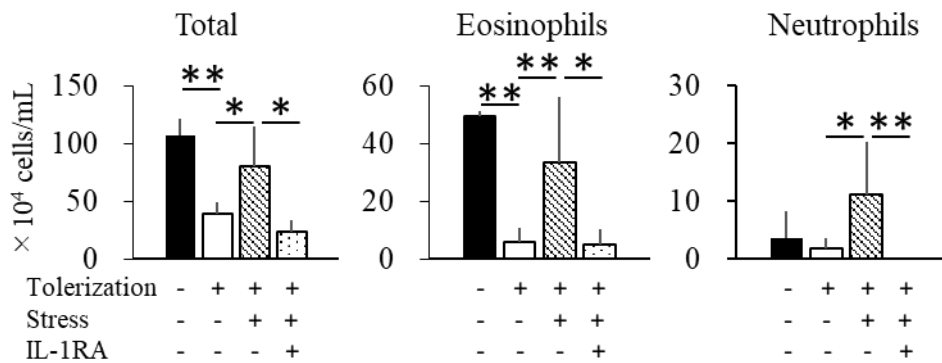 Total Eosinophils Neutrophils
** * * ** ** * * **
150 60 30
100 40 20
50 20 10
0 0 0
× 10⁴ cells/mL
Tolerization - + + + - + + + - + + +
Stress - - + + - - + + - - + +
IL-1RA - - - + - - - + - - - +